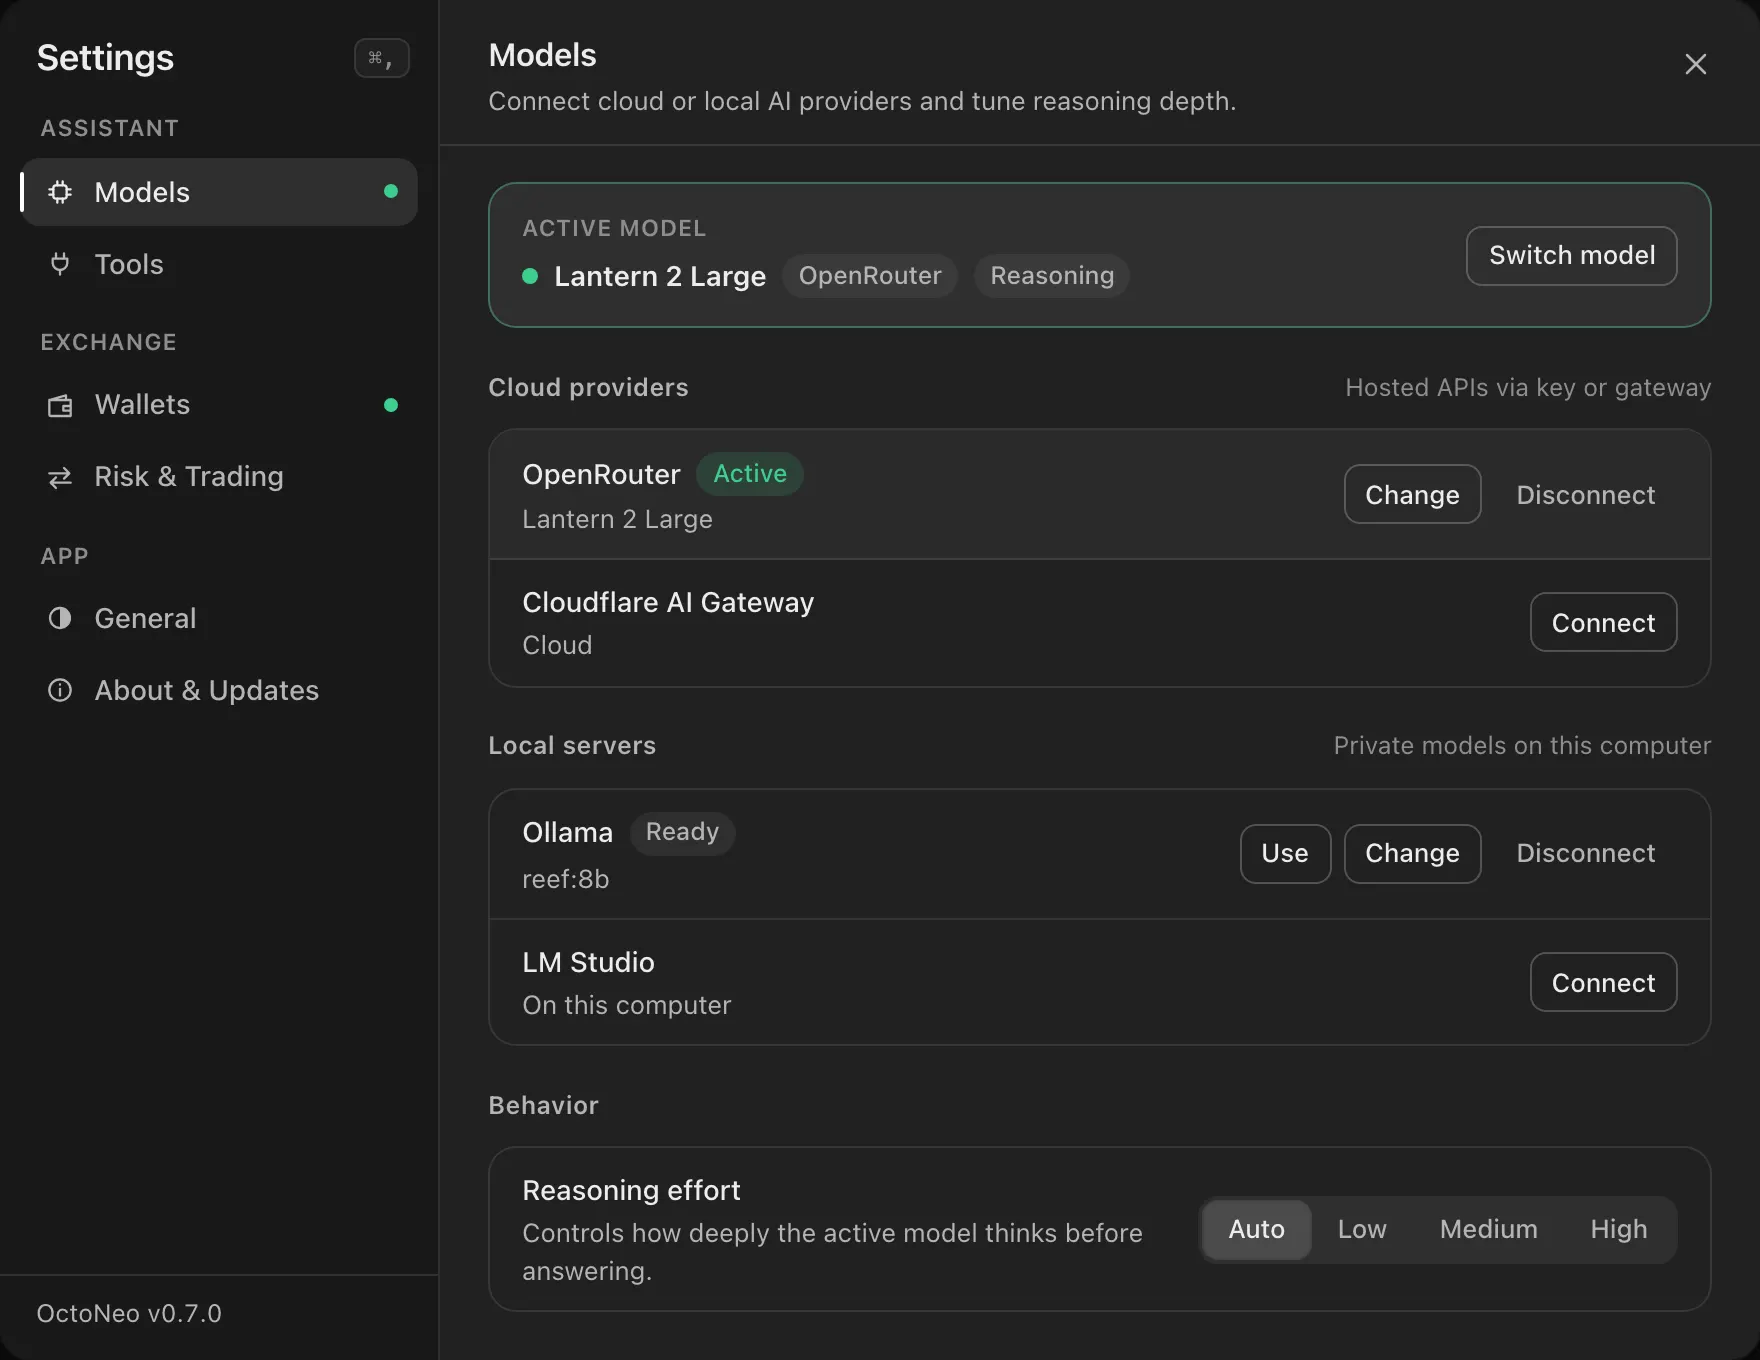 Settings
⌘,
ASSISTANT
Models
Tools
EXCHANGE
Wallets
Risk & Trading
APP
General
About & Updates
OctoNeo v0.7.0
Models
Connect cloud or local AI providers and tune reasoning depth.
ACTIVE MODEL
Lantern 2 Large OpenRouter Reasoning
Switch model
Cloud providers Hosted APIs via key or gateway
OpenRouter Active
Lantern 2 Large
Change Disconnect
Cloudflare AI Gateway
Cloud
Connect
Local servers Private models on this computer
Ollama Ready
reef:8b
Use Change Disconnect
LM Studio
On this computer
Connect
Behavior
Reasoning effort
Controls how deeply the active model thinks before
answering.
Auto Low Medium High